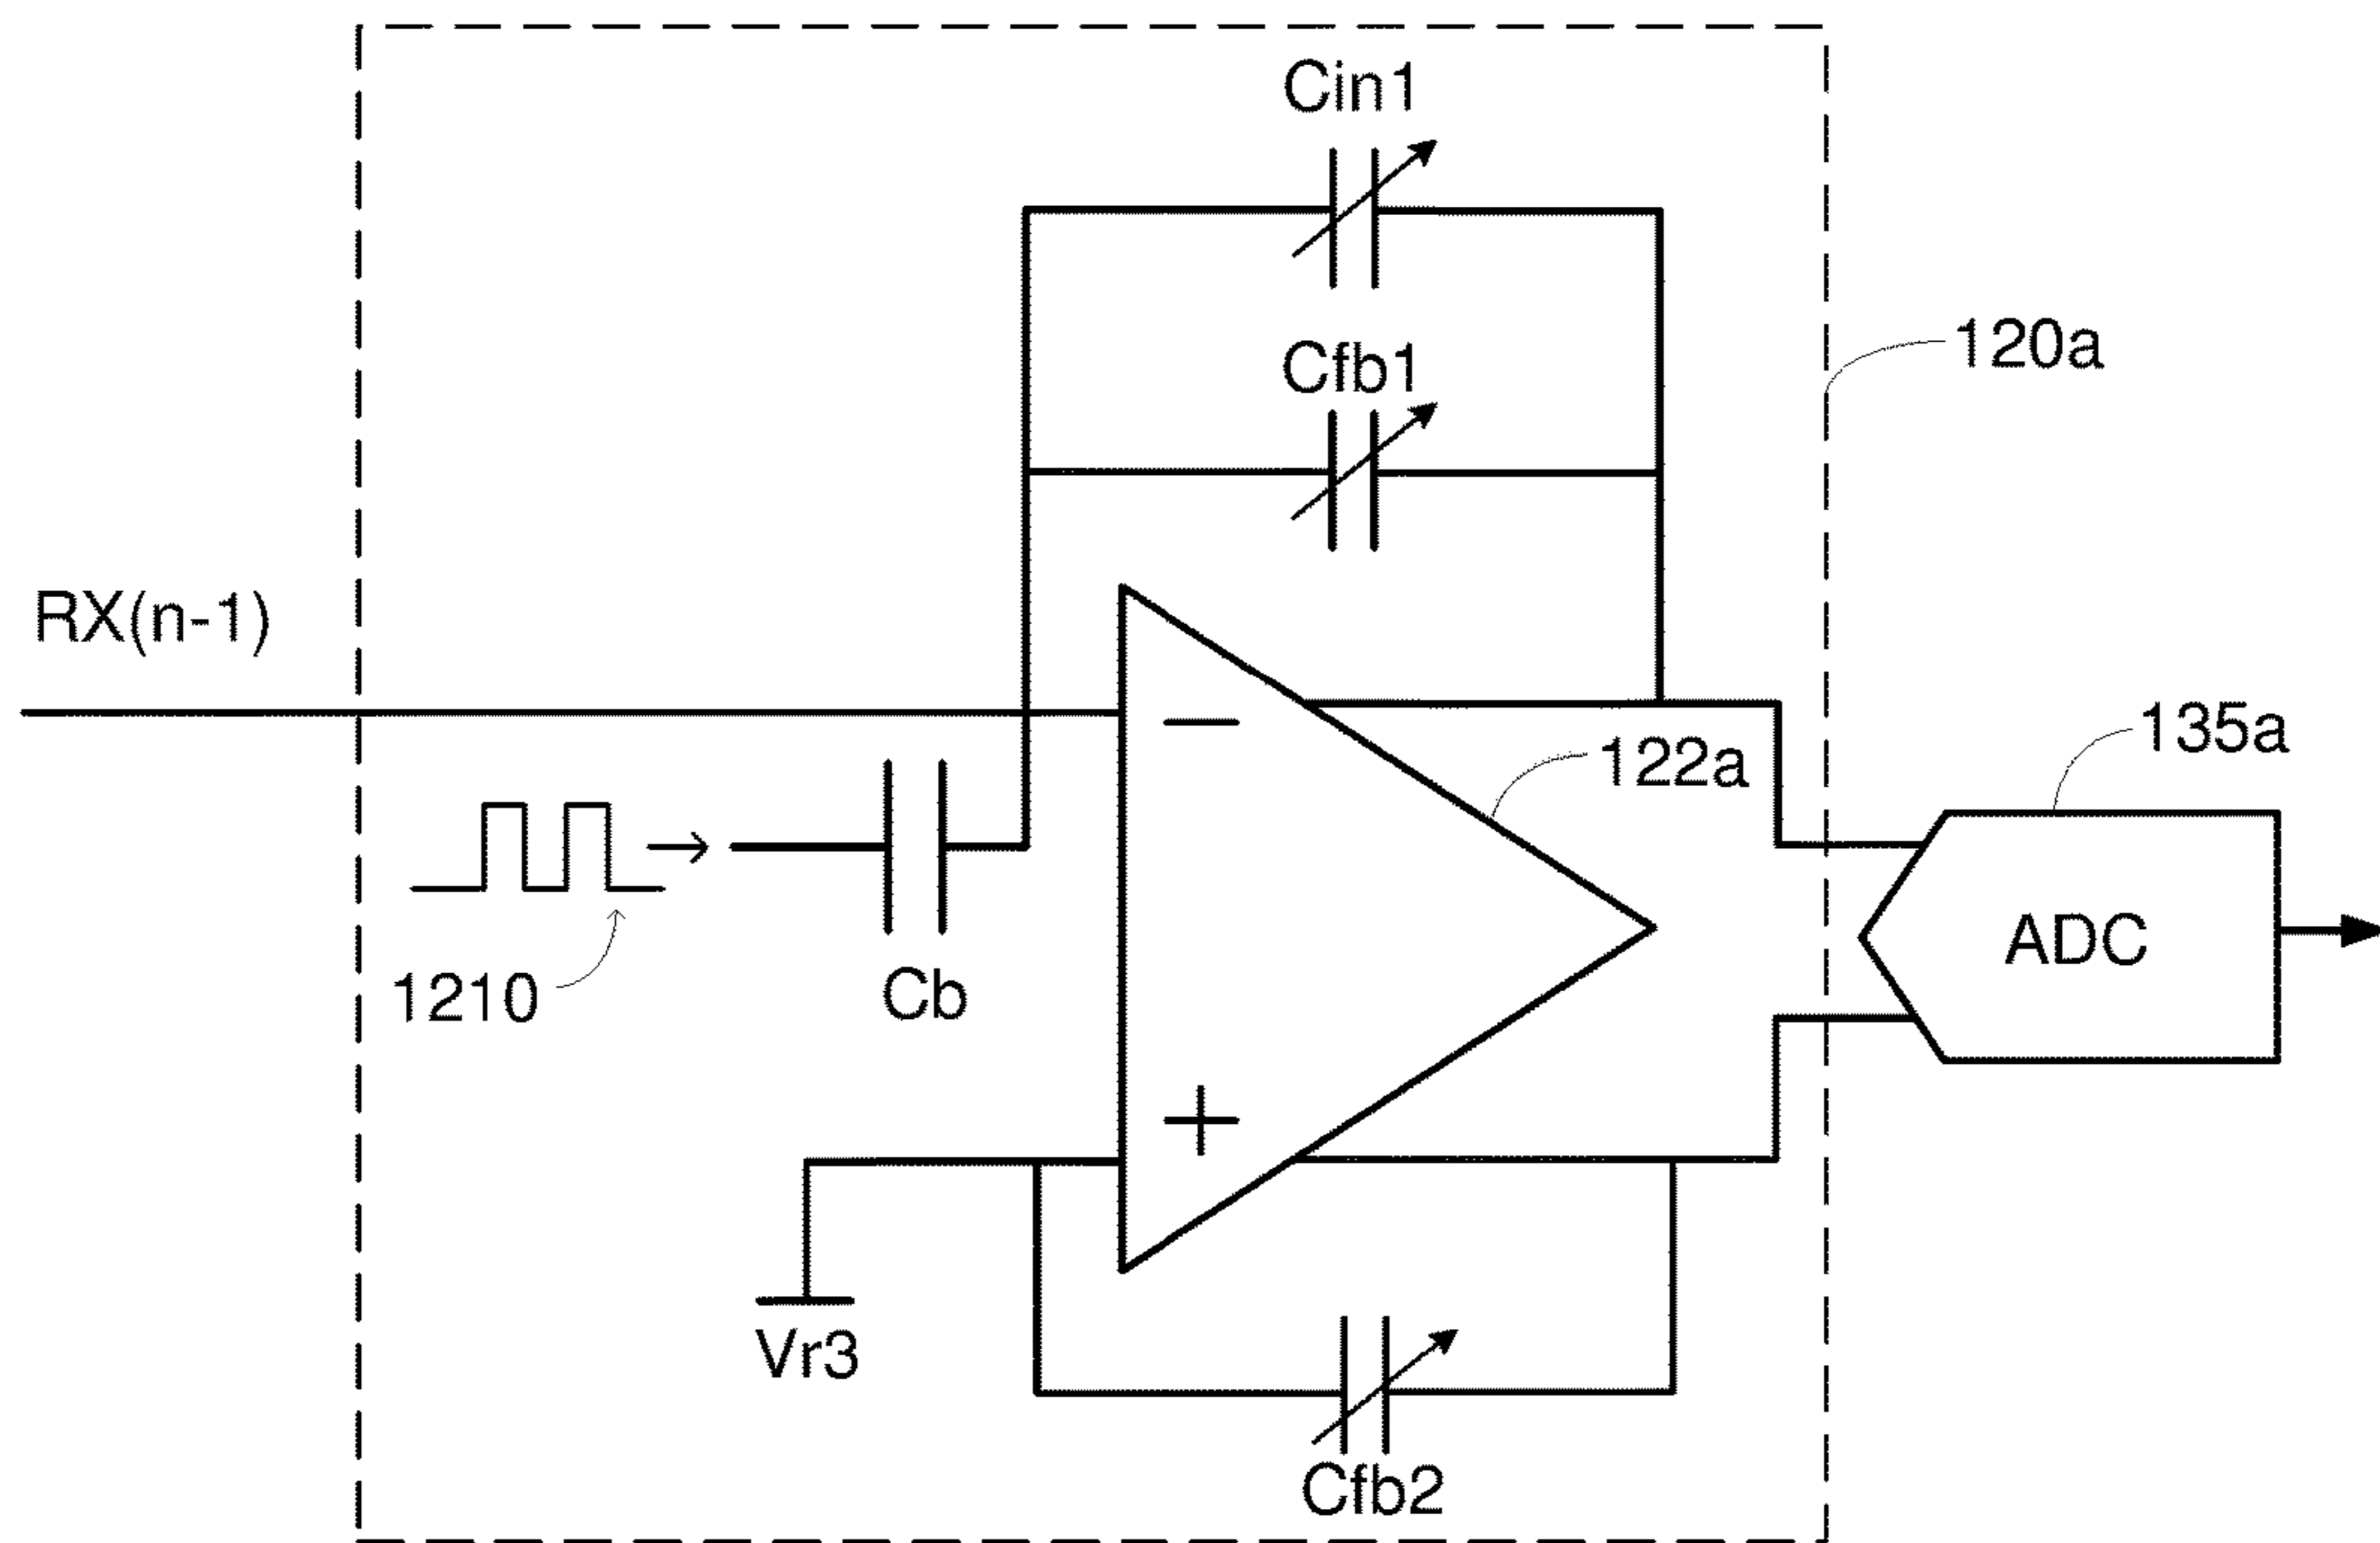 Cin1
Cfb1
120a
RX(n-1)
135a
122a
ADC
1210
Cb
Vr3
Cfb2